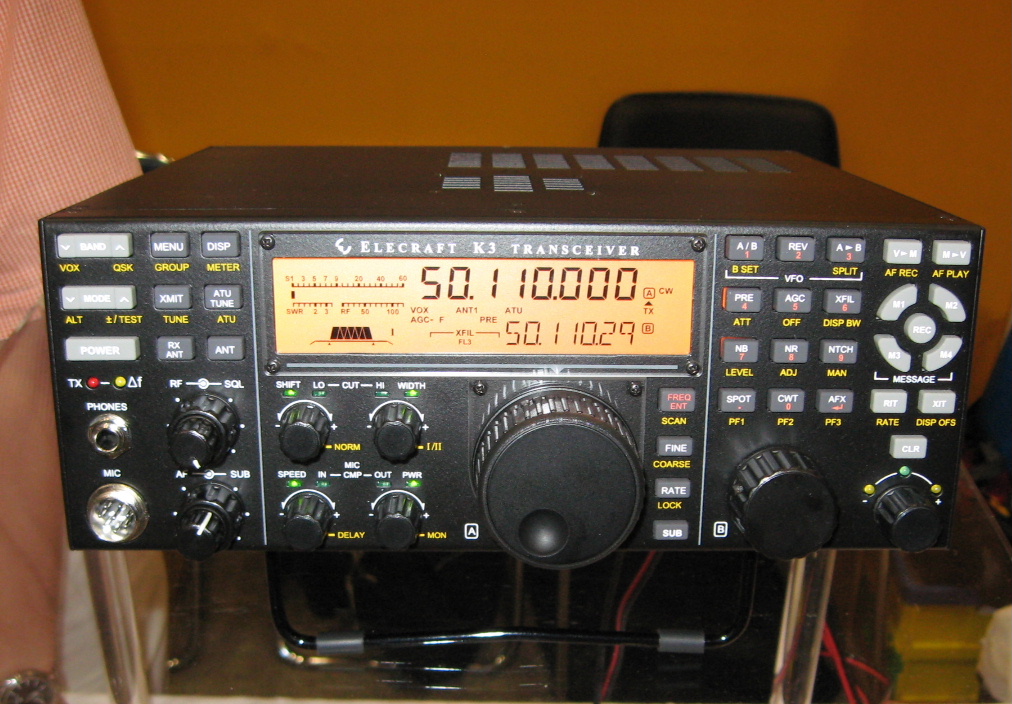 ELECRAFT K3 TRANSCEIVER
BAND
VOX QSK
MENU DISP
GROUP METER
MODE
ALT ±/TEST
XMIT ATU TUNE
TUNE ATU
POWER
RX ANT ANT
TX Δf
PHONES
MIC
RF SQL
AF SUB
S1 3 5 7 9 20 40 60
SWR 2 3 RF 50 100
50.110.000
A CW
TX
VOX ANT1 ATU
AGC- F PRE
XFIL
FL3
50.110.29 B
SHIFT LO CUT HI WIDTH
NORM I/II
SPEED IN MIC CMP OUT PWR
DELAY MON
A
FREQ ENT
SCAN
FINE
COARSE
RATE
LOCK
SUB
B
A/B 1 REV 2 A►B 3
B SET VFO SPLIT
PRE 4 AGC 5 XFIL 6
ATT OFF DISP BW
NB 7 NR 8 NTCH 9
LEVEL ADJ MAN
SPOT . CWT 0 AFX
PF1 PF2 PF3
V►M M►V
AF REC AF PLAY
M1 M2
REC
M3 M4
MESSAGE
RIT XIT
RATE DISP OFS
CLR
- +